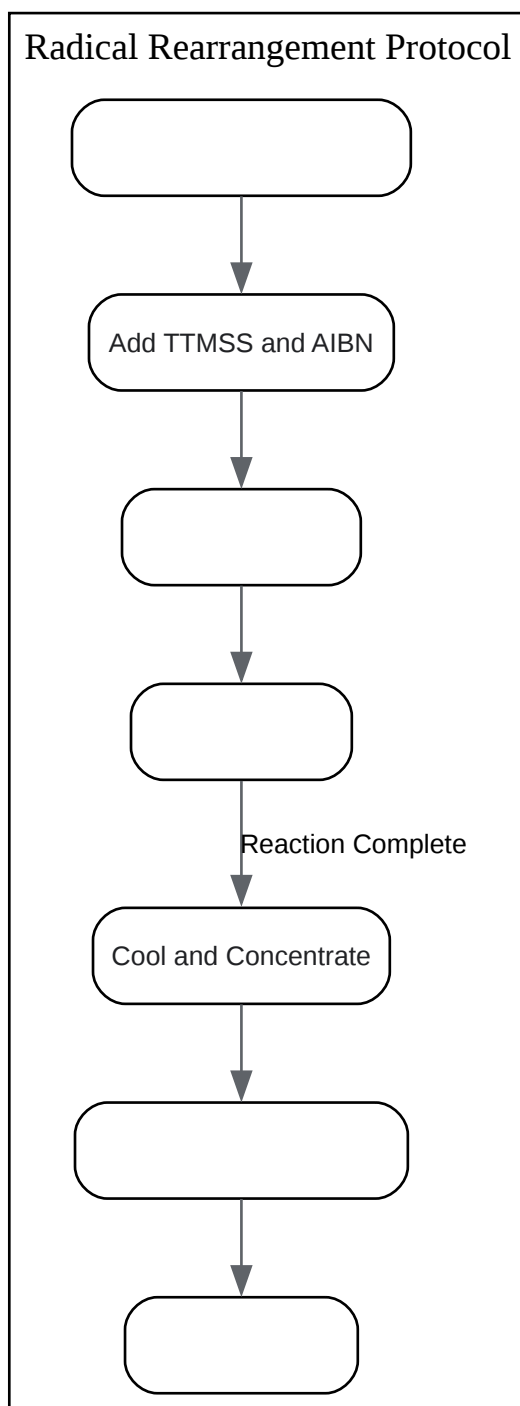 Radical Rearrangement Protocol
Add TTMSS and AIBN
Reaction Complete
Cool and Concentrate